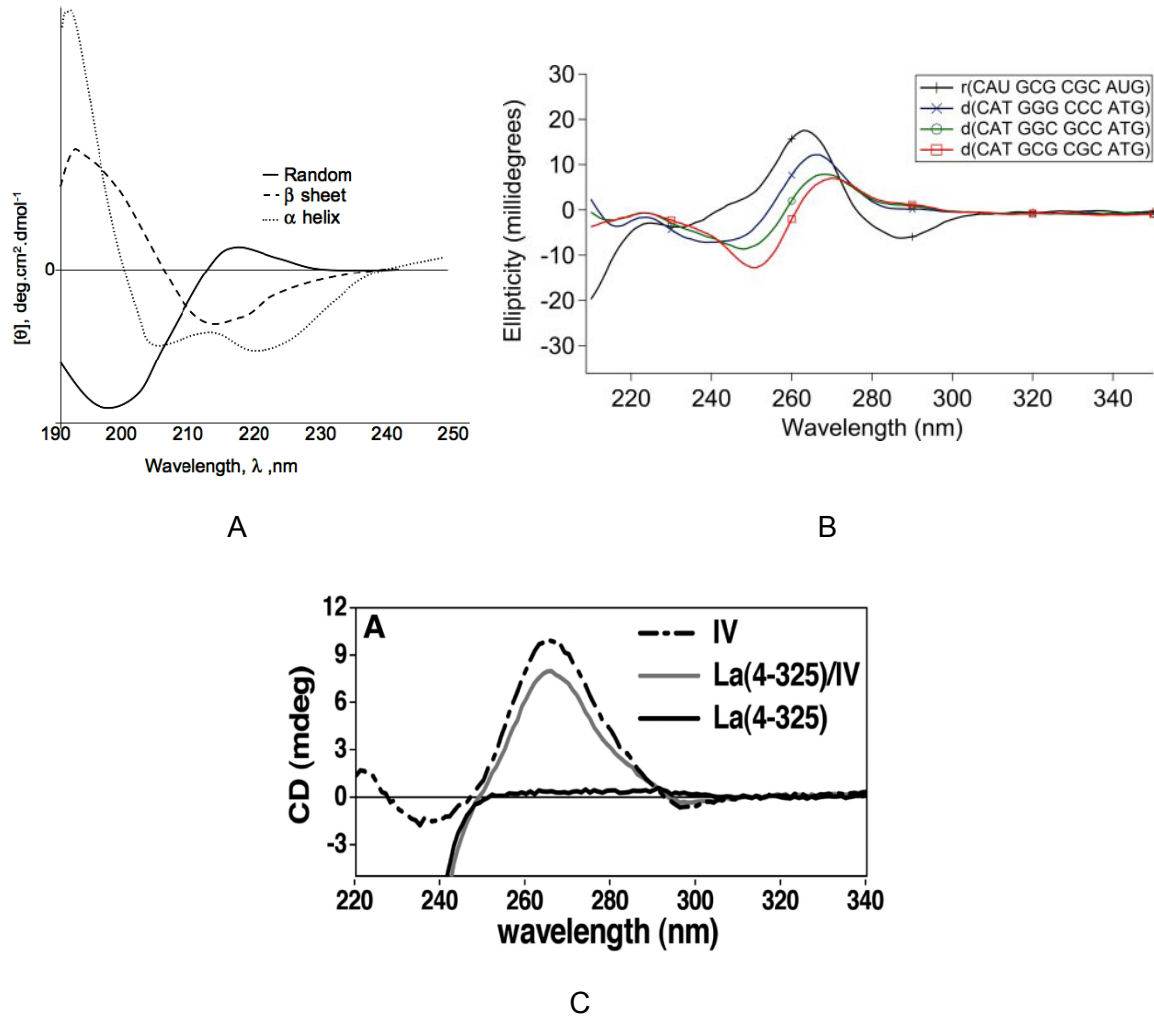 Random
β sheet
α helix
0
[θ], deg.cm².dmol-¹
190 200 210 220 230 240 250
Wavelength, λ ,nm
A
30
20
10
0
-10
-20
-30
Ellipticity (millidegrees)
r(CAU GCG CGC AUG)
d(CAT GGG CCC ATG)
d(CAT GGC GCC ATG)
d(CAT GCG CGC ATG)
220 240 260 280 300 320 340
Wavelength (nm)
B
12
9
6
3
0
-3
CD (mdeg)
A
IV
La(4-325)/IV
La(4-325)
220 240 260 280 300 320 340
wavelength (nm)
C